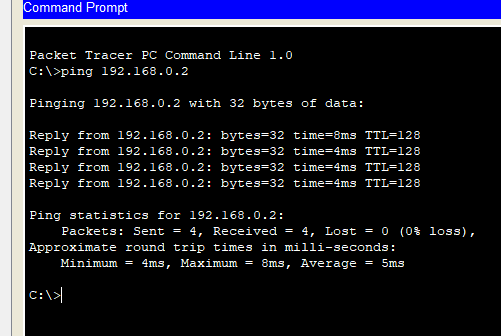 Command Prompt
Packet Tracer PC Command Line 1.0
C:\>ping 192.168.0.2
Pinging 192.168.0.2 with 32 bytes of data:
Reply from 192.168.0.2: bytes=32 time=8ms TTL=128
Reply from 192.168.0.2: bytes=32 time=4ms TTL=128
Reply from 192.168.0.2: bytes=32 time=4ms TTL=128
Reply from 192.168.0.2: bytes=32 time=4ms TTL=128
Ping statistics for 192.168.0.2:
Packets: Sent = 4, Received = 4, Lost = 0 (0% loss),
Approximate round trip times in milli-seconds:
Minimum = 4ms, Maximum = 8ms, Average = 5ms
C:\>